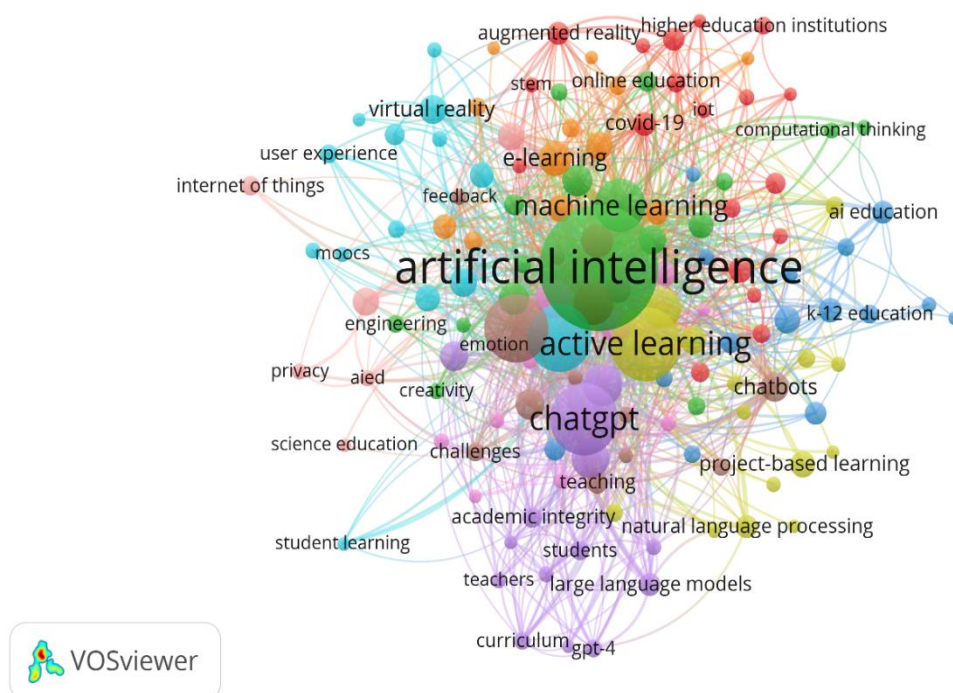 augmented reality
higher education institutions
stem
online education
virtual reality
covid-19
iot
computational thinking
user experience
e-learning
internet of things
feedback
machine learning
ai education
moocs
artificial intelligence
k-12 education
engineering
emotion
active learning
privacy
aied
creativity
chatbots
chatgpt
science education
challenges
project-based learning
teaching
academic integrity
natural language processing
student learning
students
teachers
large language models
curriculum
gpt-4
VOSviewer